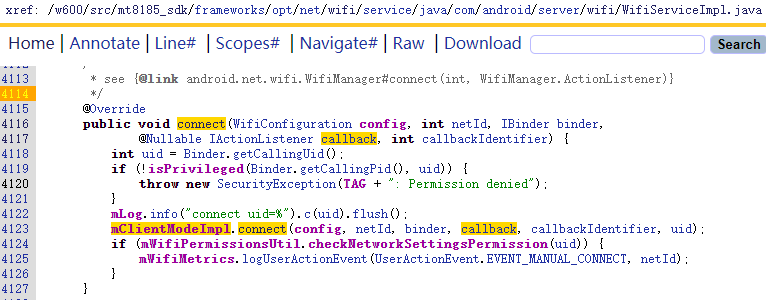 xref: /w600/src/mt8185_sdk/frameworks/opt/net/wifi/service/java/com/android/server/wifi/WifiServiceImpl.java
Home | Annotate | Line# | Scopes# | Navigate# | Raw | Download Search
4113 * see {@link android.net.wifi.WifiManager#connect(int, WifiManager.ActionListener)}
4114 */
4115 @Override
4116 public void connect(WifiConfiguration config, int netId, IBinder binder,
4117 @Nullable IActionListener callback, int callbackIdentifier) {
4118 int uid = Binder.getCallingUid();
4119 if (!isPrivileged(Binder.getCallingPid(), uid)) {
4120 throw new SecurityException(TAG + ": Permission denied");
4121 }
4122 mLog.info("connect uid=%").c(uid).flush();
4123 mClientModeImpl.connect(config, netId, binder, callback, callbackIdentifier, uid);
4124 if (mWifiPermissionsUtil.checkNetworkSettingsPermission(uid)) {
4125 mWifiMetrics.logUserActionEvent(UserActionEvent.EVENT_MANUAL_CONNECT, netId);
4126 }
4127 }